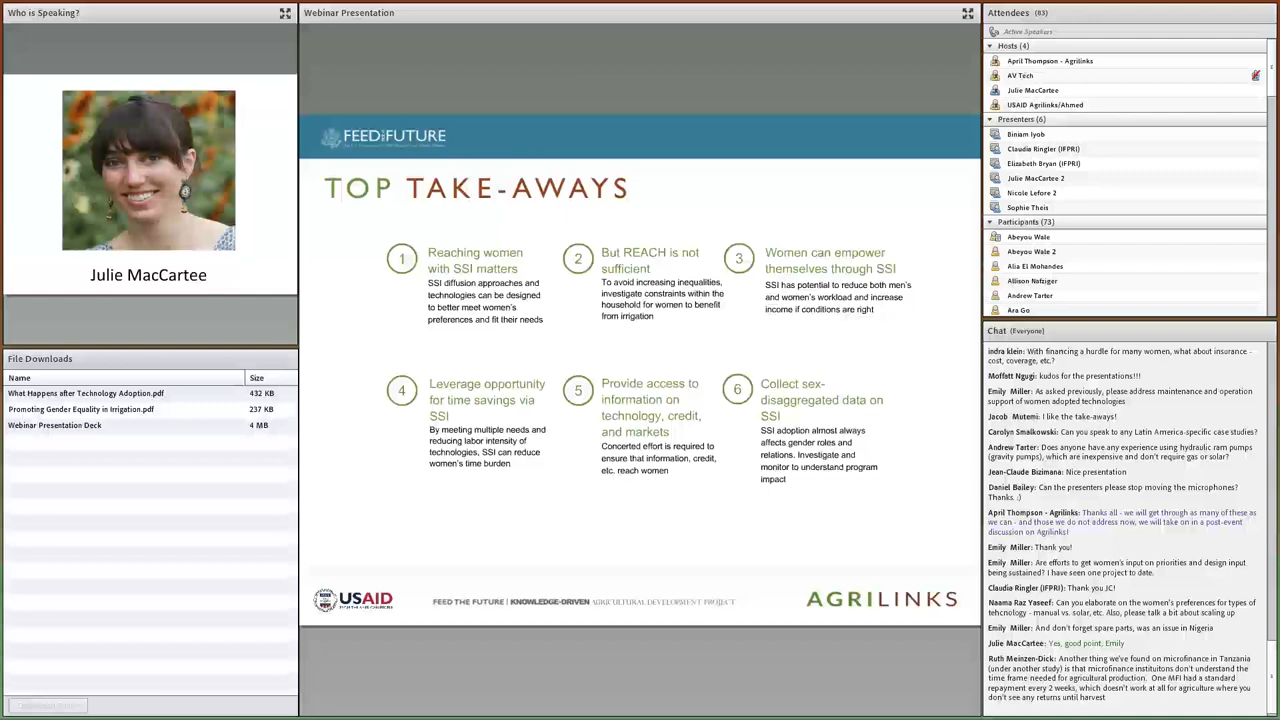 Who is Speaking?
Julie MacCartee
File Downloads
Name Size
What Happens after Technology Adoption.pdf 432 KB
Promoting Gender Equality in Irrigation.pdf 237 KB
Webinar Presentation Deck 4 MB
Webinar Presentation
FEED THE FUTURE
TOP TAKE-AWAYS
1
Reaching women
with SSI matters
SSI diffusion approaches and
technologies can be designed
to better meet women's
preferences and fit their needs
2
But REACH is not
sufficient
To avoid increasing inequalities,
investigate constraints within the
household for women to benefit
from irrigation
3
Women can empower
themselves through SSI
SSI has potential to reduce both men's
and women's workload and increase
income if conditions are right
4
Leverage opportunity
for time savings via
SSI
By meeting multiple needs and
reducing labor intensity of
technologies, SSI can reduce
women's time burden
5
Provide access to
information on
technology, credit,
and markets
Concerted effort is required to
ensure that information, credit,
etc. reach women
6
Collect sex-
disaggregated data on
SSI
SSI adoption almost always
affects gender roles and
relations. Investigate and
monitor to understand program
impact
USAID
FEED THE FUTURE | KNOWLEDGE-DRIVEN AGRICULTURAL DEVELOPMENT PROJECT
AGRILINKS
Attendees (83)
Active Speakers
Hosts (4)
April Thompson - Agrilinks
AV Tech
Julie MacCartee
USAID Agrilinks/Ahmed
Presenters (6)
Biniam Iyob
Claudia Ringler (IFPRI)
Elizabeth Bryan (IFPRI)
Julie MacCartee 2
Nicole Lefore 2
Sophie Theis
Participants (73)
Abeyou Wale
Abeyou Wale 2
Alia El Mohandes
Allison Nafziger
Andrew Tarter
Ara Go
Chat (Everyone)
indra klein: With financing a hurdle for many women, what about insurance -
cost, coverage, etc.?
Moffatt Ngugi: kudos for the presentations!!!
Emily Miller: As asked previously, please address maintenance and operation
support of women adopted technologies
Jacob Mutemi: I like the take-aways!
Carolyn Smalkowski: Can you speak to any Latin America-specific case studies?
Andrew Tarter: Does anyone have any experience using hydraulic ram pumps
(gravity pumps), which are inexpensive and don't require gas or solar?
Jean-Claude Bizimana: Nice presentation
Daniel Bailey: Can the presenters please stop moving the microphones?
Thanks. :)
April Thompson - Agrilinks: Thanks all - we will get through as many of these as
we can - and those we do not address now, we will take on in a post-event
discussion on Agrilinks!
Emily Miller: Thank you!
Emily Miller: Are efforts to get women's input on priorities and design input
being sustained? I have seen one project to date.
Claudia Ringler (IFPRI): Thank you JC!
Naama Raz Yaseef: Can you elaborate on the women's preferences for types of
tehcnology - manual vs. solar, etc. Also, please talk a bit about scaling up
Emily Miller: And don't forget spare parts, was an issue in Nigeria
Julie MacCartee: Yes, good point, Emily
Ruth Meinzen-Dick: Another thing we've found on microfinance in Tanzania
(under another study) is that microfinance instituitons don't understand the
time frame needed for agricultural production. One MFI had a standard
repayment every 2 weeks, which doesn't work at all for agriculture where you
don't see any returns until harvest